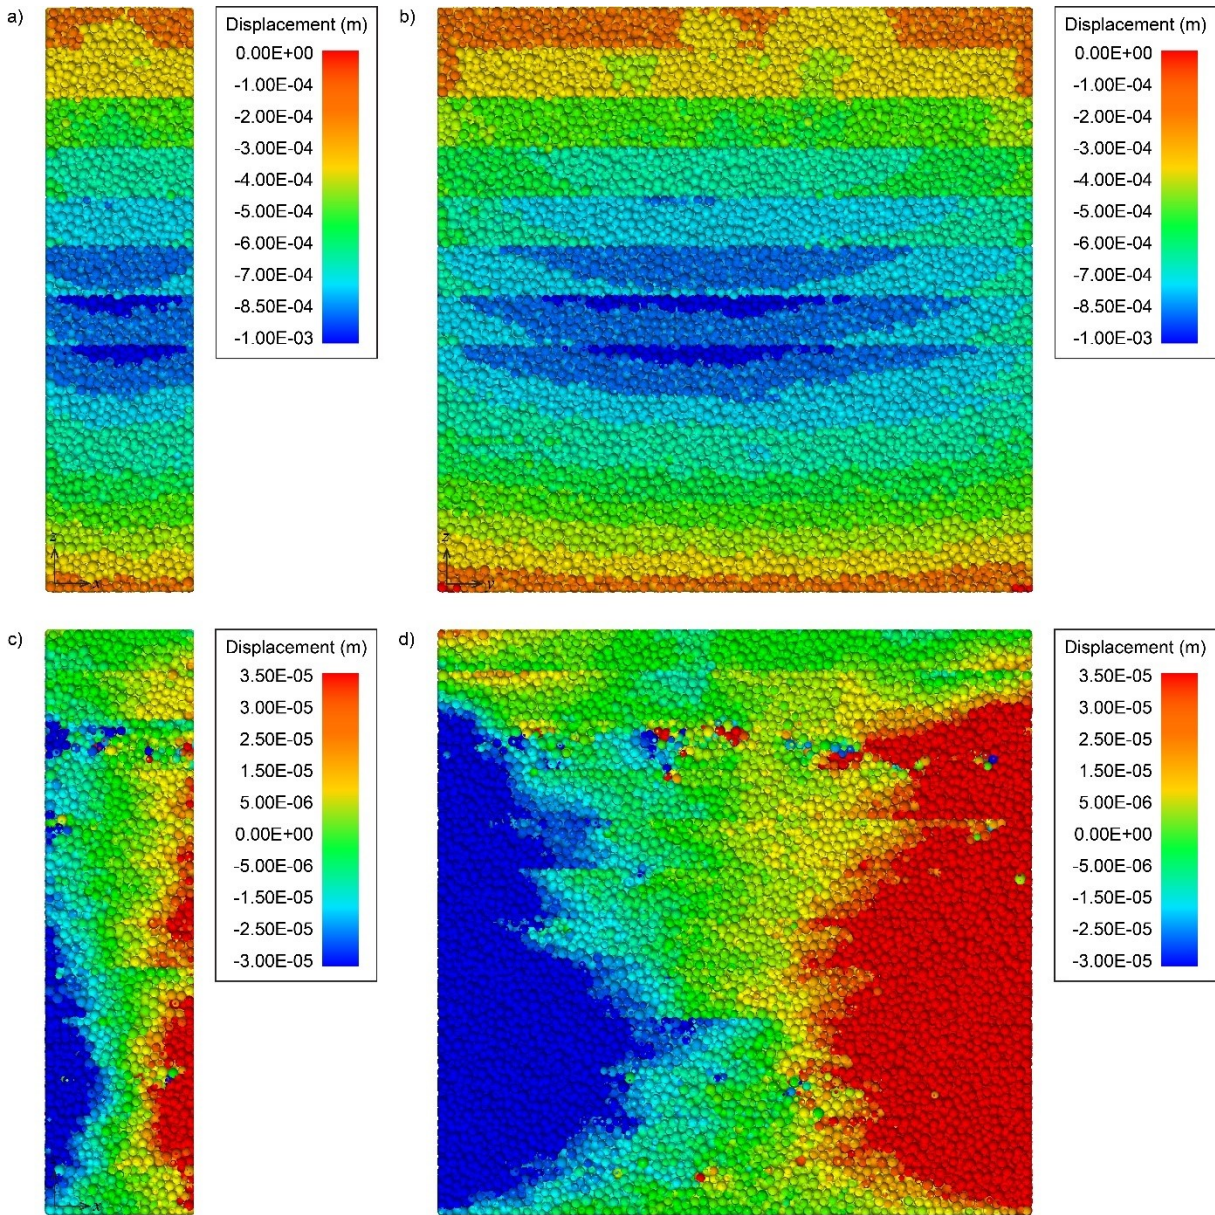 a)
Displacement (m)
0.00E+00
-1.00E-04
-2.00E-04
-3.00E-04
-4.00E-04
-5.00E-04
-6.00E-04
-7.00E-04
-8.50E-04
-1.00E-03
z
x
b)
Displacement (m)
0.00E+00
-1.00E-04
-2.00E-04
-3.00E-04
-4.00E-04
-5.00E-04
-6.00E-04
-7.00E-04
-8.50E-04
-1.00E-03
z
y
c)
Displacement (m)
3.50E-05
3.00E-05
2.50E-05
1.50E-05
5.00E-06
0.00E+00
-5.00E-06
-1.50E-05
-2.50E-05
-3.00E-05
x
d)
Displacement (m)
3.50E-05
3.00E-05
2.50E-05
1.50E-05
5.00E-06
0.00E+00
-5.00E-06
-1.50E-05
-2.50E-05
-3.00E-05